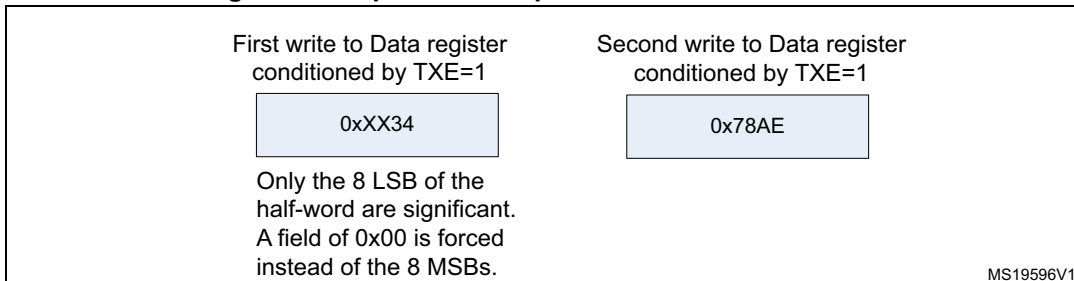 First write to Data register
conditioned by TXE=1
0xXX34
Only the 8 LSB of the
half-word are significant.
A field of 0x00 is forced
instead of the 8 MSBs.
Second write to Data register
conditioned by TXE=1
0x78AE
MS19596V1